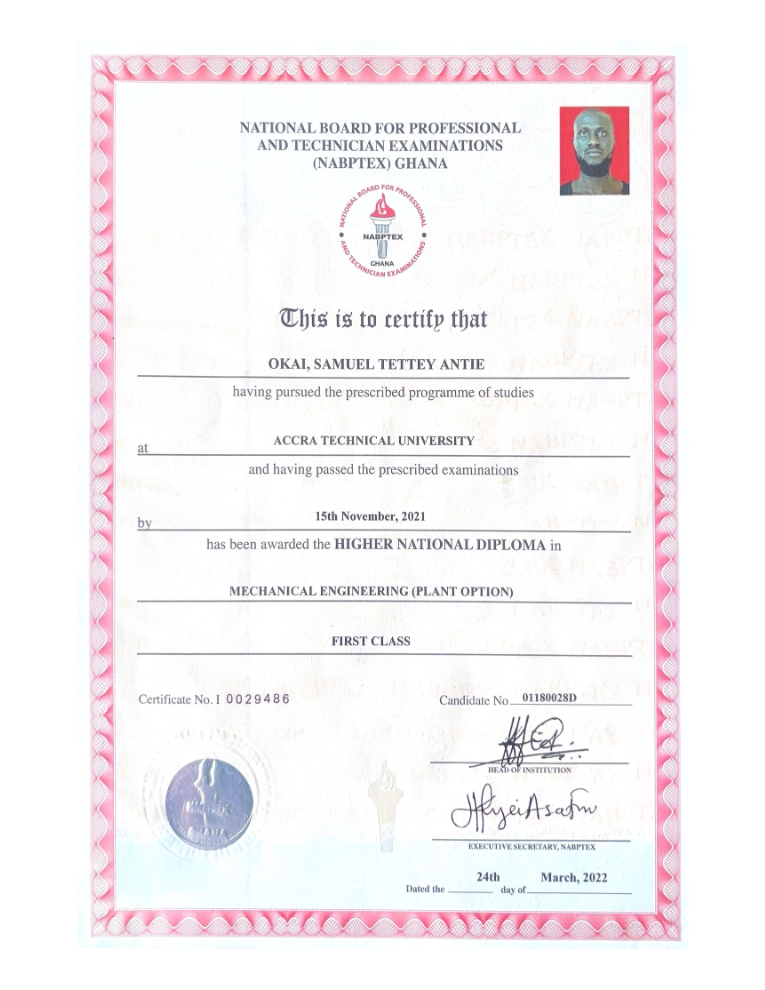 NATIONAL BOARD FOR PROFESSIONAL
AND TECHNICIAN EXAMINATIONS
(NABPTEX) GHANA
NATIONAL BOARD FOR PROFESSIONAL
NABPTEX
GHANA
AND TECHNICIAN EXAMINATIONS
This is to certify that
OKAI, SAMUEL TETTEY ANTIE
having pursued the prescribed programme of studies
at ACCRA TECHNICAL UNIVERSITY
and having passed the prescribed examinations
by 15th November, 2021
has been awarded the HIGHER NATIONAL DIPLOMA in
MECHANICAL ENGINEERING (PLANT OPTION)
FIRST CLASS
Certificate No. I 0029486
Candidate No 01180028D
HEAD OF INSTITUTION
EXECUTIVE SECRETARY, NABPTEX
Dated the 24th day of March, 2022